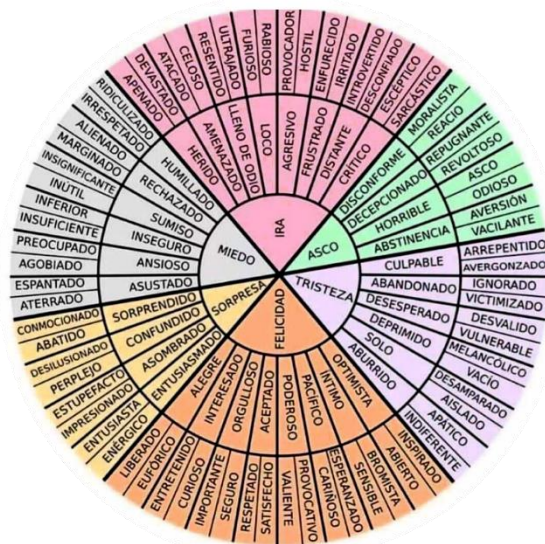 IRA
ASCO
TRISTEZA
FELICIDAD
SORPRESA
MIEDO
HERIDO
AMENAZADO
LLENO DE ODIO
LOCO
AGRESIVO
FRUSTRADO
DISTANTE
CRÍTICO
DISCONFORME
DECEPCIONADO
HORRIBLE
ABSTINENCIA
CULPABLE
ABANDONADO
DESESPERADO
DEPRIMIDO
SOLO
ABURRIDO
OPTIMISTA
ÍNTIMO
PACÍFICO
PODEROSO
ACEPTADO
ORGULLOSO
INTERESADO
ALEGRE
ENTUSIASMADO
ASOMBRADO
CONFUNDIDO
SORPRENDIDO
ASUSTADO
ANSIOSO
INSEGURO
SUMISO
RECHAZADO
HUMILLADO
APENADO
DEVASTADO
ATACADO
CELOSO
RESENTIDO
ULTRAJADO
FURIOSO
RABIOSO
PROVOCADOR
HOSTIL
ENFURECIDO
IRRITADO
INTROVERTIDO
DESCONFIADO
ESCÉPTICO
SARCÁSTICO
MORALISTA
REACIO
REPUGNANTE
REVOLTOSO
ASCO
ODIOSO
AVERSIÓN
VACILANTE
ARREPENTIDO
AVERGONZADO
IGNORADO
VICTIMIZADO
DESVALIDO
VULNERABLE
MELANCÓLICO
VACÍO
DESAMPARADO
AISLADO
APÁTICO
INDIFERENTE
INSPIRADO
ABIERTO
BROMISTA
SENSIBLE
ESPERANZADO
CARIÑOSO
PROVOCATIVO
VALIENTE
SATISFECHO
RESPETADO
SEGURO
IMPORTANTE
CURIOSO
ENTRETENIDO
EUFÓRICO
LIBERADO
ENÉRGICO
ENTUSIASTA
IMPRESIONADO
ESTUPEFACTO
PERPLEJO
DESILUSIONADO
ABATIDO
CONMOCIONADO
ATERRADO
ESPANTADO
AGOBIADO
PREOCUPADO
INSUFICIENTE
INFERIOR
INÚTIL
INSIGNIFICANTE
MARGINADO
ALIENADO
IRRESPETADO
RIDICULIZADO